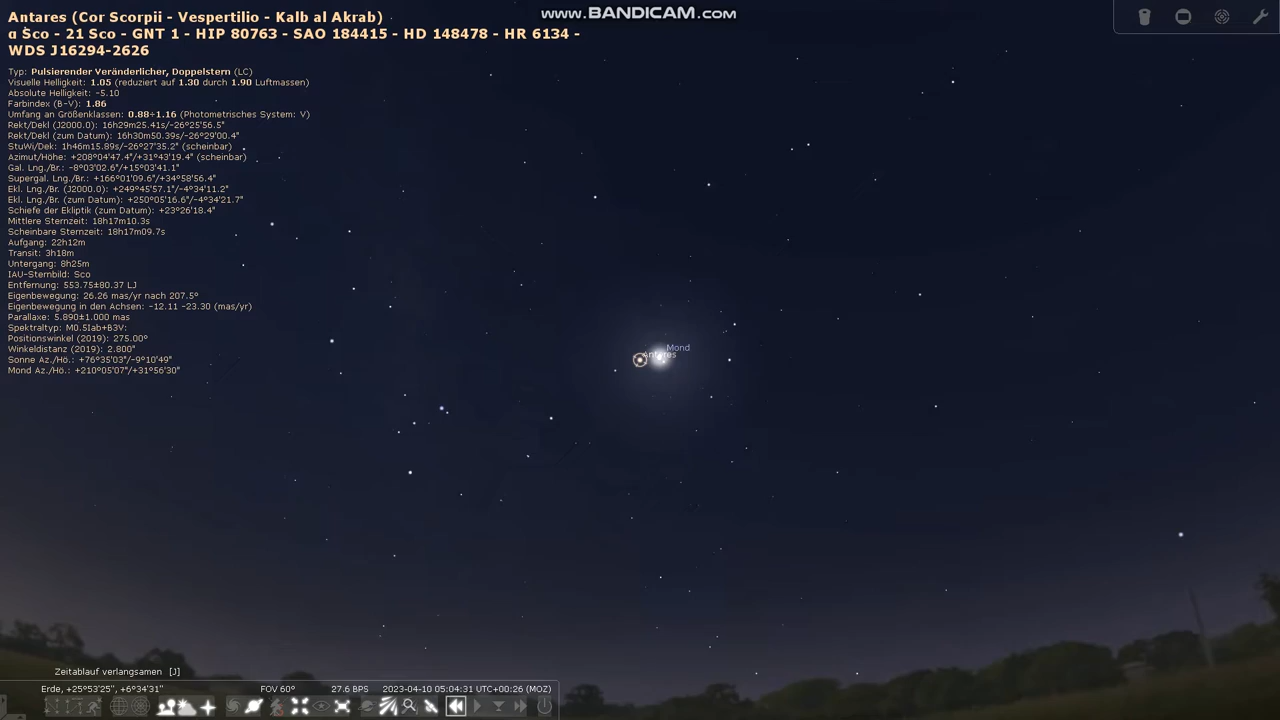 WWW.BANDICAM.COM
Antares (Cor Scorpii - Vespertilio - Kalb al Akrab)
α Sco - 21 Sco - GNT 1 - HIP 80763 - SAO 184415 - HD 148478 - HR 6134 -
WDS J16294-2626
Typ: Pulsierender Veränderlicher, Doppelstern (LC)
Visuelle Helligkeit: 1.05 (reduziert auf 1.30 durch 1.90 Luftmassen)
Absolute Helligkeit: -5.10
Farbindex (B-V): 1.86
Umfang an Größenklassen: 0.88÷1.16 (Photometrisches System: V)
Rekt/Dekl (J2000.0): 16h29m25.41s/-26°25'56.5"
Rekt/Dekl (zum Datum): 16h30m50.39s/-26°29'00.4"
StuWi/Dek: 1h46m15.89s/-26°27'35.2" (scheinbar)
Azimut/Höhe: +208°04'47.4"/+31°43'19.4" (scheinbar)
Gal. Lng./Br.: -8°03'02.6"/+15°03'41.1"
Supergal. Lng./Br.: +166°01'09.6"/+34°58'56.4"
Ekl. Lng./Br. (J2000.0): +249°45'57.1"/-4°34'11.2"
Ekl. Lng./Br. (zum Datum): +250°05'16.6"/-4°34'21.7"
Schiefe der Ekliptik (zum Datum): +23°26'18.4"
Mittlere Sternzeit: 18h17m10.3s
Scheinbare Sternzeit: 18h17m09.7s
Aufgang: 22h12m
Transit: 3h18m
Untergang: 8h25m
IAU-Sternbild: Sco
Entfernung: 553.75±80.37 LJ
Eigenbewegung: 26.26 mas/yr nach 207.5°
Eigenbewegung in den Achsen: -12.11 -23.30 (mas/yr)
Parallaxe: 5.890±1.000 mas
Spektraltyp: M0.5Iab+B3V:
Positionswinkel (2019): 275.00°
Winkeldistanz (2019): 2.800"
Sonne Az./Hö.: +76°35'03"/-9°10'49"
Mond Az./Hö.: +210°05'07"/+31°56'30"
Mond
Antares
Zeitablauf verlangsamen [J]
Erde, +25°53'25", +6°34'31" FOV 60° 27.6 BPS 2023-04-10 05:04:31 UTC+00:26 (MOZ)